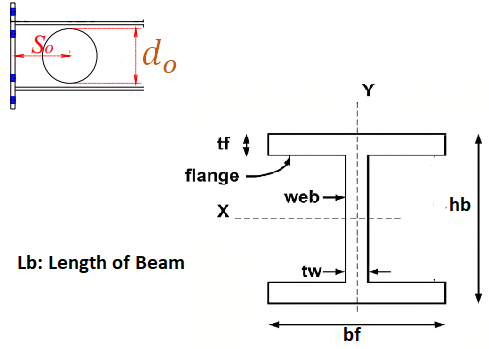 So
do
Y
tf
flange
web
X
hb
Lb: Length of Beam
tw
bf